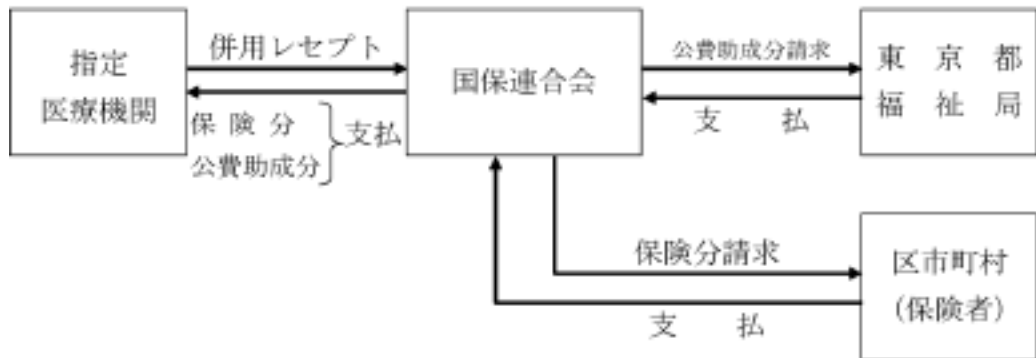 指定
医療機関
併用レセプト
保険分
公費助成分
支払
国保連合会
公費助成分請求
支払
東京都
福祉局
保険分請求
支払
区市町村
(保険者)